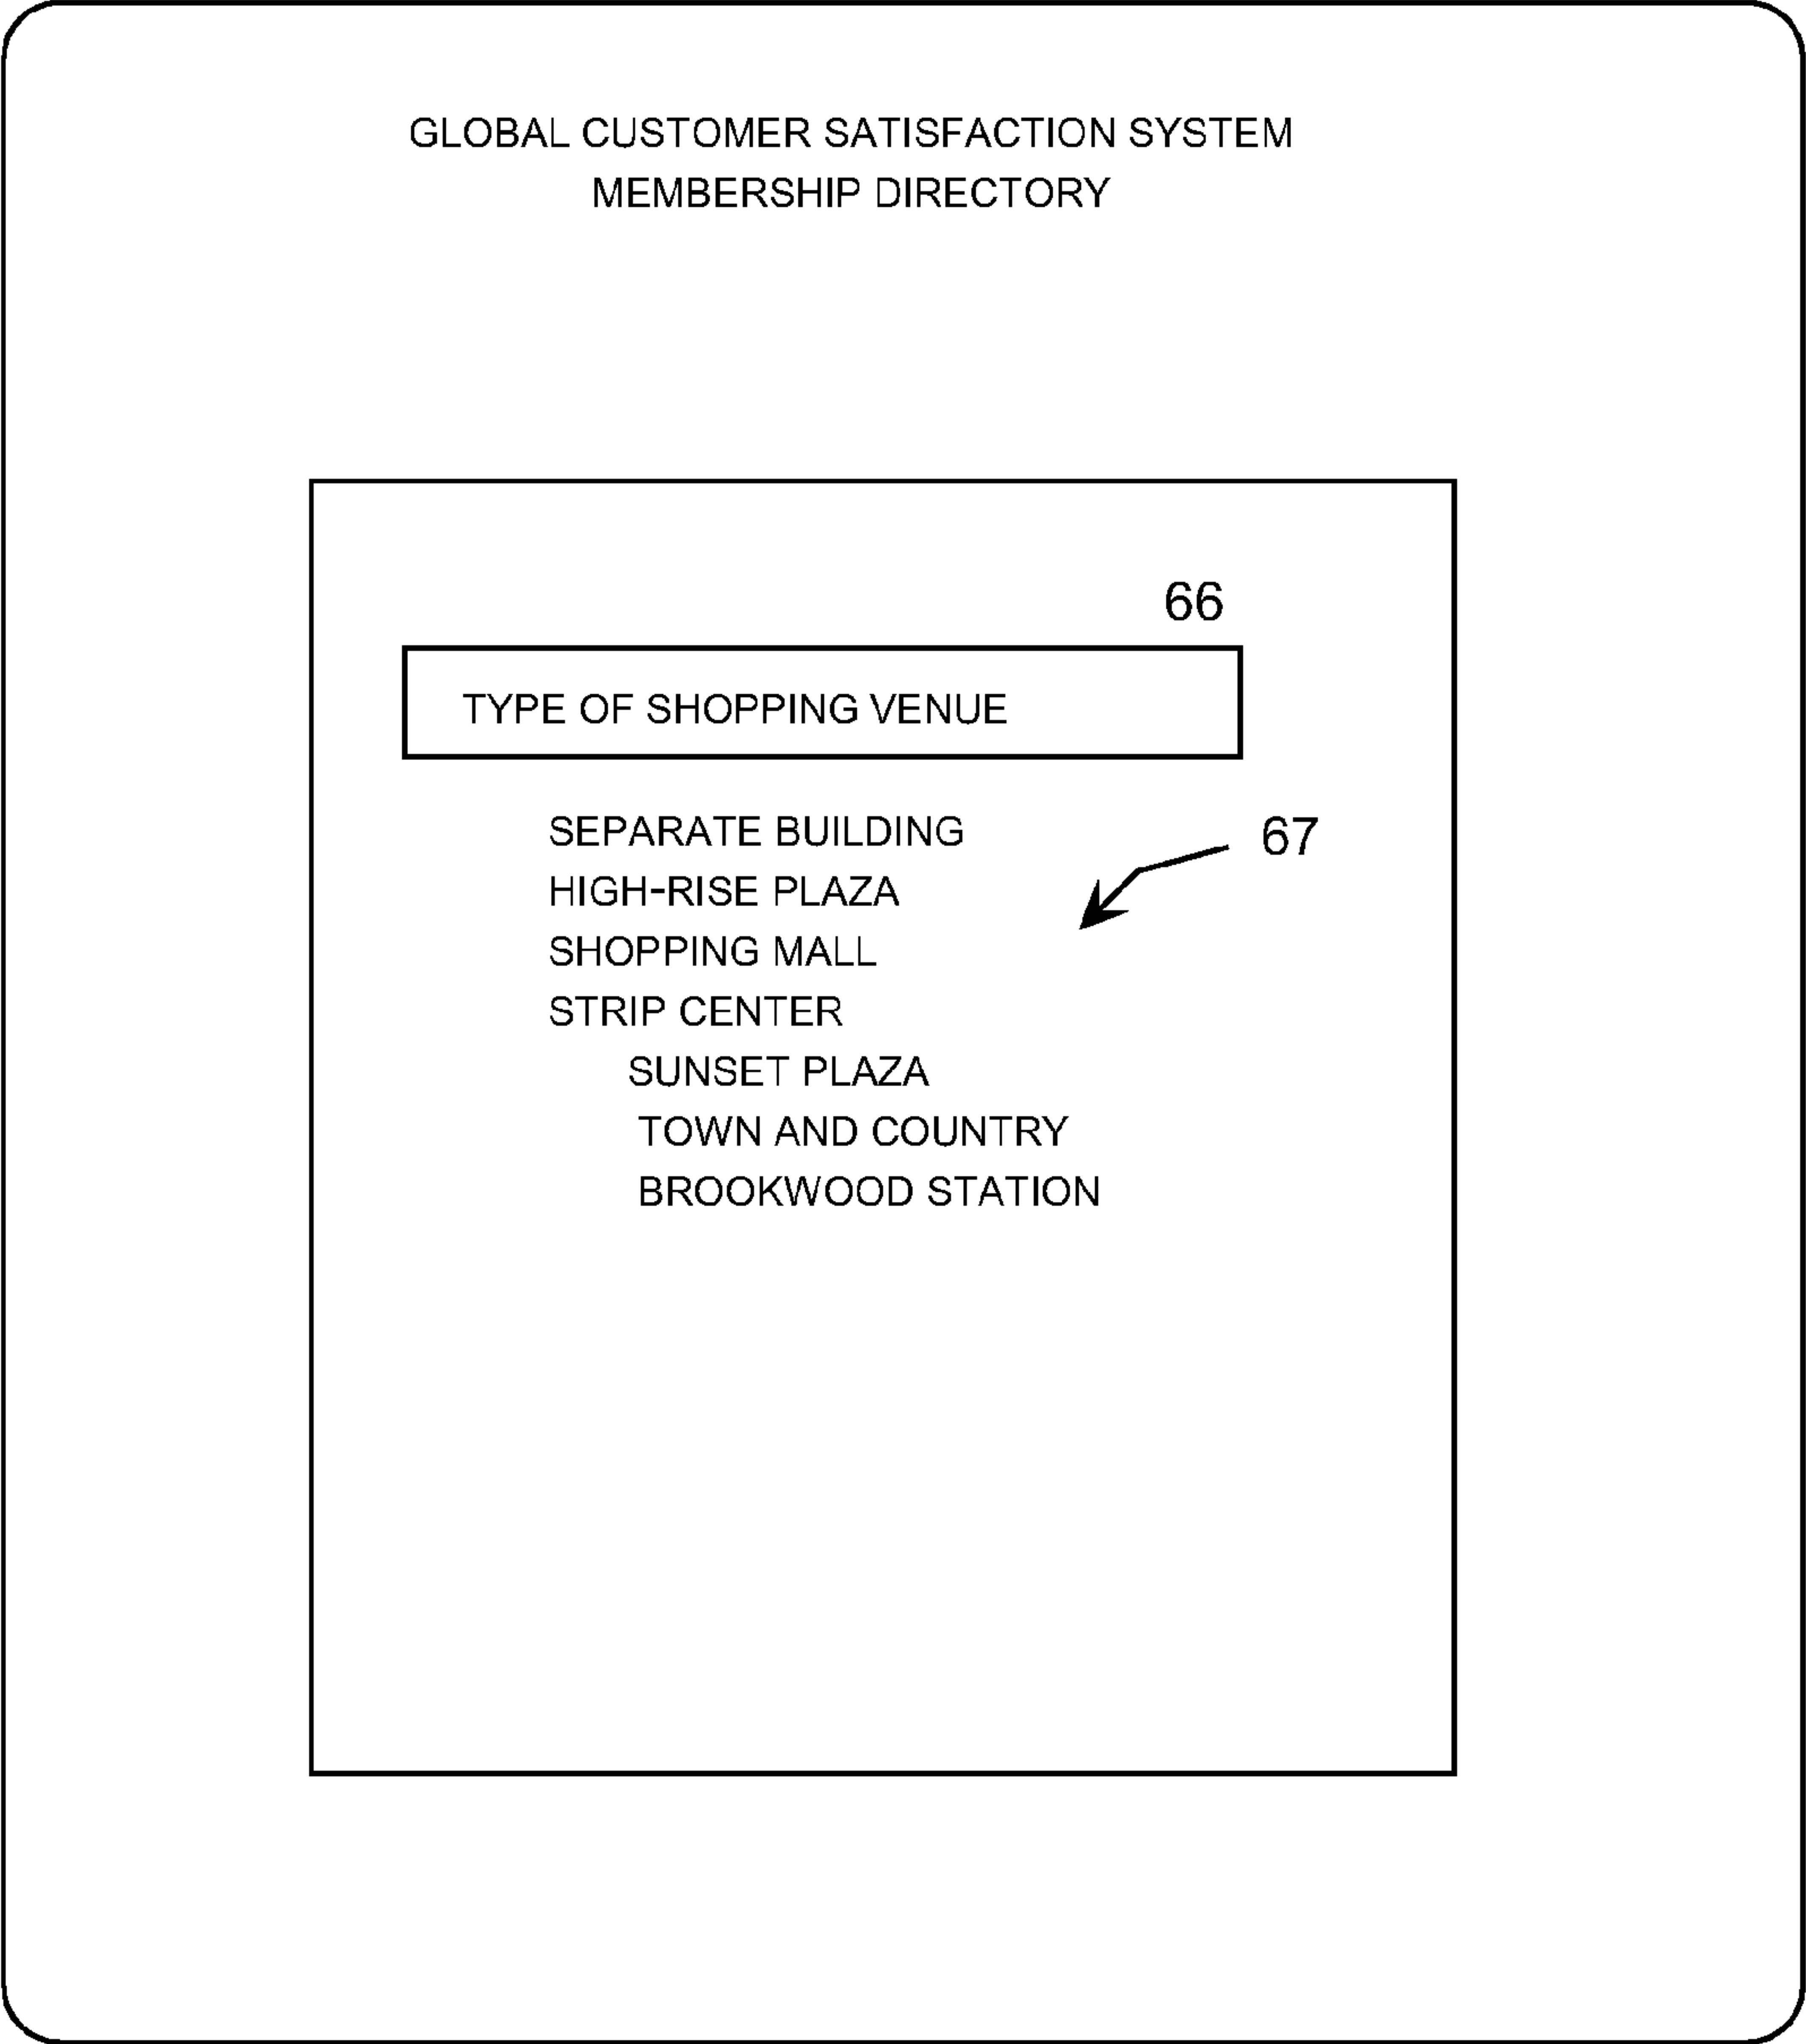 GLOBAL CUSTOMER SATISFACTION SYSTEM
MEMBERSHIP DIRECTORY
66
TYPE OF SHOPPING VENUE
SEPARATE BUILDING
67
HIGH-RISE PLAZA
SHOPPING MALL
STRIP CENTER
SUNSET PLAZA
TOWN AND COUNTRY
BROOKWOOD STATION